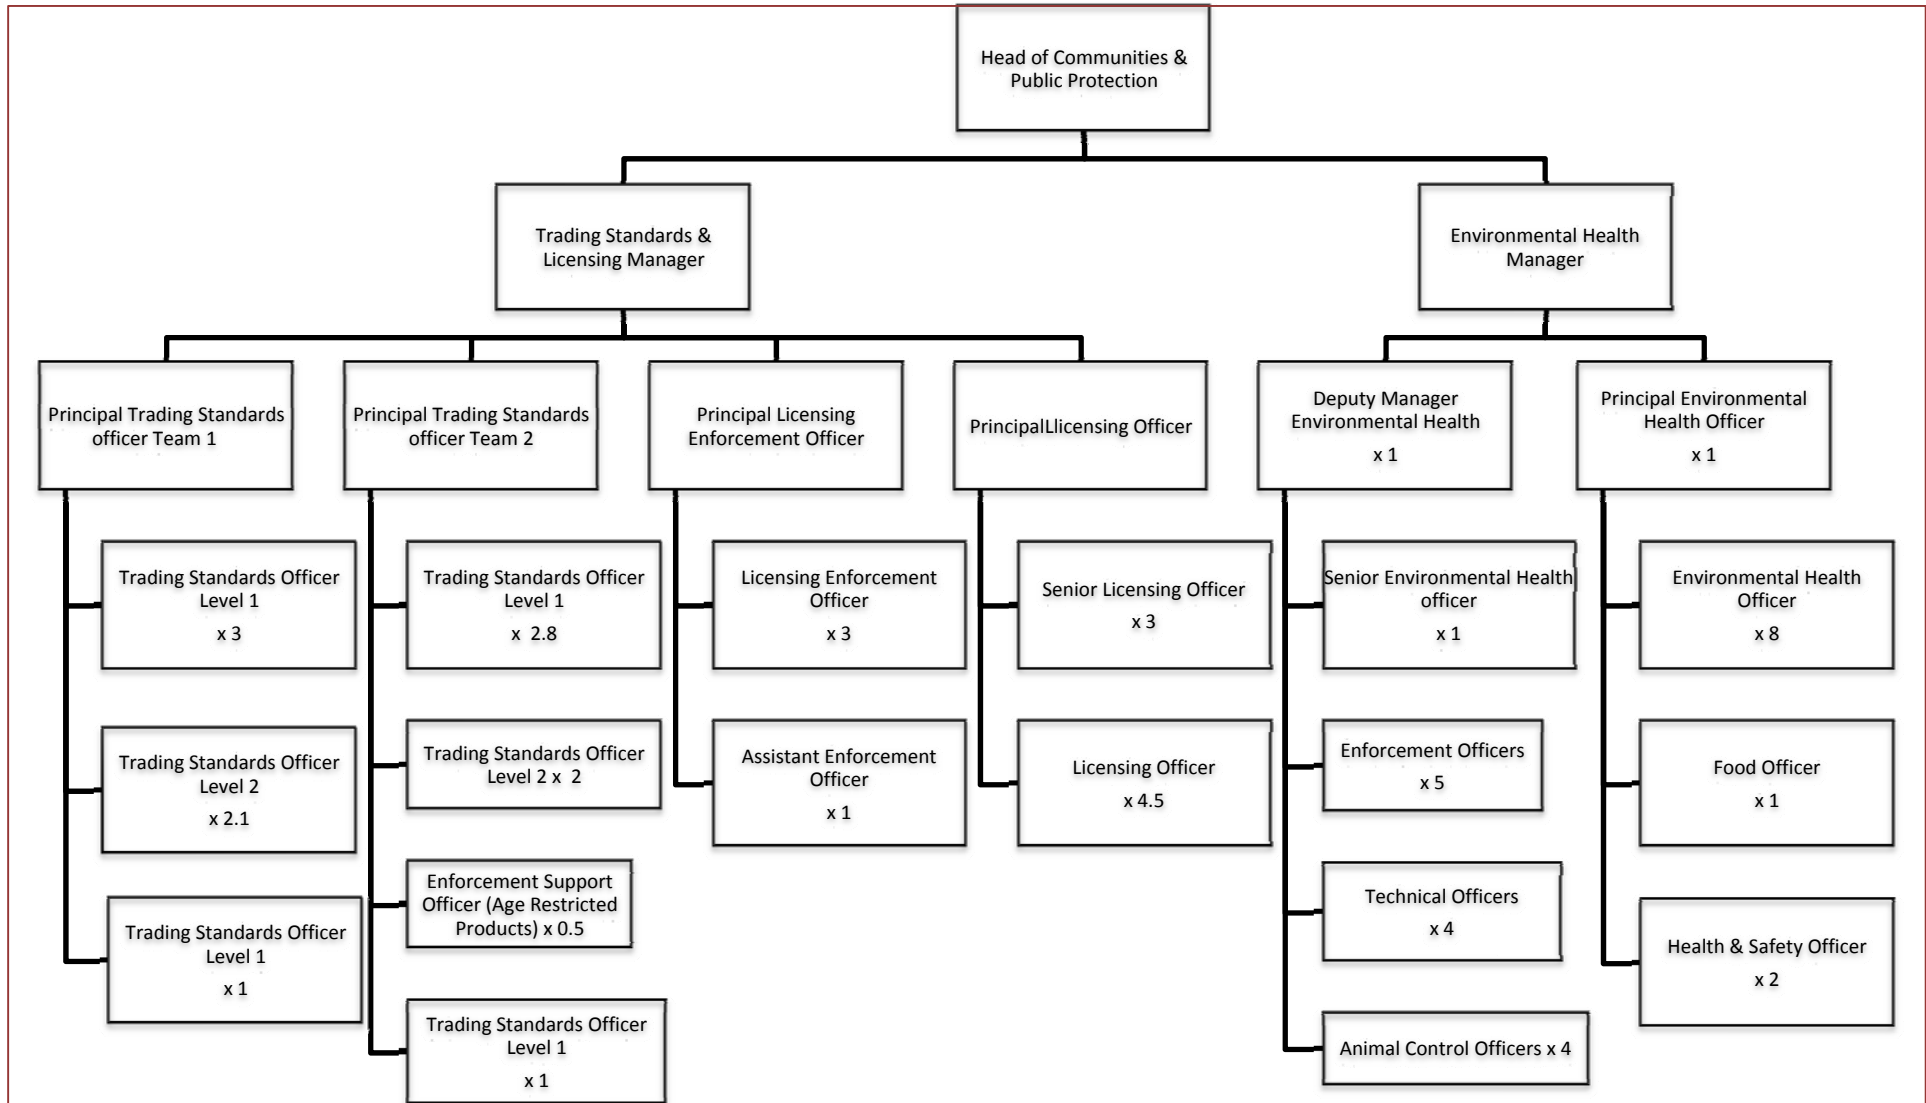 Head of Communities &
Public Protection
Trading Standards &
Licensing Manager
Environmental Health
Manager
Principal Trading Standards
officer Team 1
Principal Trading Standards
officer Team 2
Principal Licensing
Enforcement Officer
PrincipalLlicensing Officer
Deputy Manager
Environmental Health
x 1
Principal Environmental
Health Officer
x 1
Trading Standards Officer
Level 1
x 3
Trading Standards Officer
Level 2
x 2.1
Trading Standards Officer
Level 1
x 1
Trading Standards Officer
Level 1
x 2.8
Trading Standards Officer
Level 2 x 2
Enforcement Support
Officer (Age Restricted
Products) x 0.5
Trading Standards Officer
Level 1
x 1
Licensing Enforcement
Officer
x 3
Assistant Enforcement
Officer
x 1
Senior Licensing Officer
x 3
Licensing Officer
x 4.5
Senior Environmental Health
officer
x 1
Enforcement Officers
x 5
Technical Officers
x 4
Animal Control Officers x 4
Environmental Health
Officer
x 8
Food Officer
x 1
Health & Safety Officer
x 2